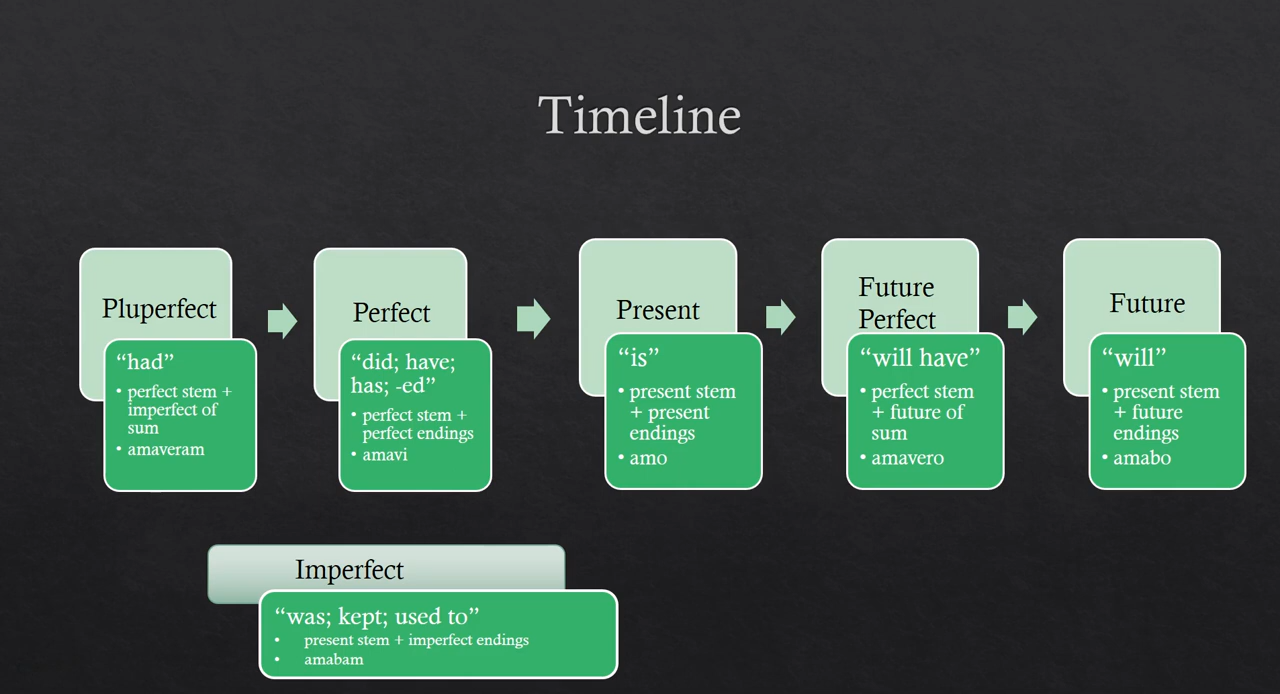 Timeline
Pluperfect
“had”
• perfect stem +
imperfect of
sum
• amaveram
Perfect
“did; have;
has; -ed”
• perfect stem +
perfect endings
• amavi
Present
“is”
• present stem
+ present
endings
• amo
Future
Perfect
“will have”
• perfect stem
+ future of
sum
• amavero
Future
“will”
• present stem
+ future
endings
• amabo
Imperfect
“was; kept; used to”
• present stem + imperfect endings
• amabam